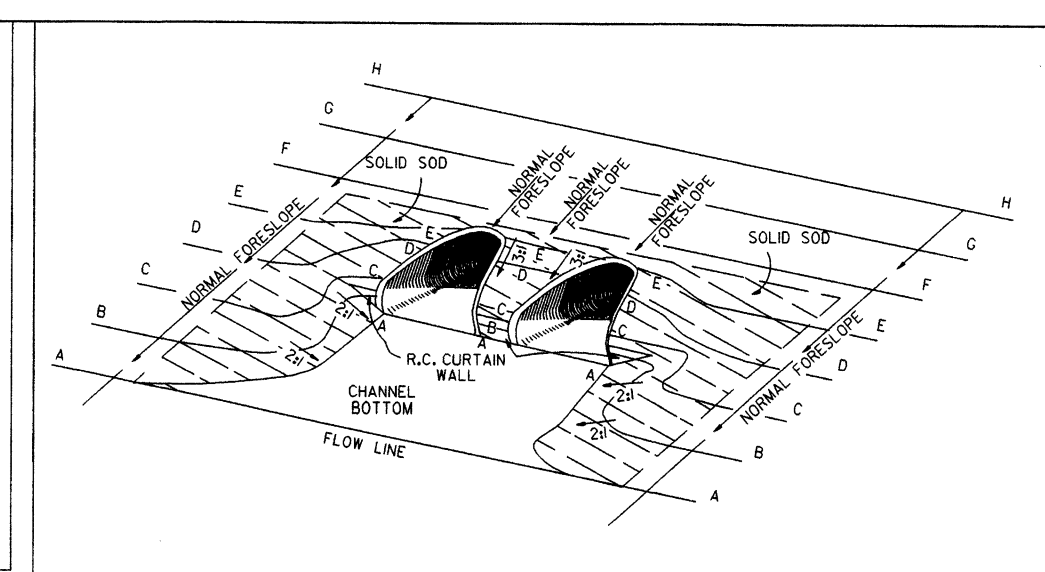 H
G
F
E
D
C
B
A
SOLID SOD
NORMAL FORESLOPE
NORMAL
FORESLOPE
NORMAL
FORESLOPE
NORMAL
FORESLOPE
SOLID SOD
H
G
F
E
D
C
B
A
NORMAL FORESLOPE
E
D
C
3:1
E
D
3:1
E
D
C
C
B
A
A
A
2:1
2:1
R.C. CURTAIN
WALL
CHANNEL
BOTTOM
FLOW LINE
2:1
2:1